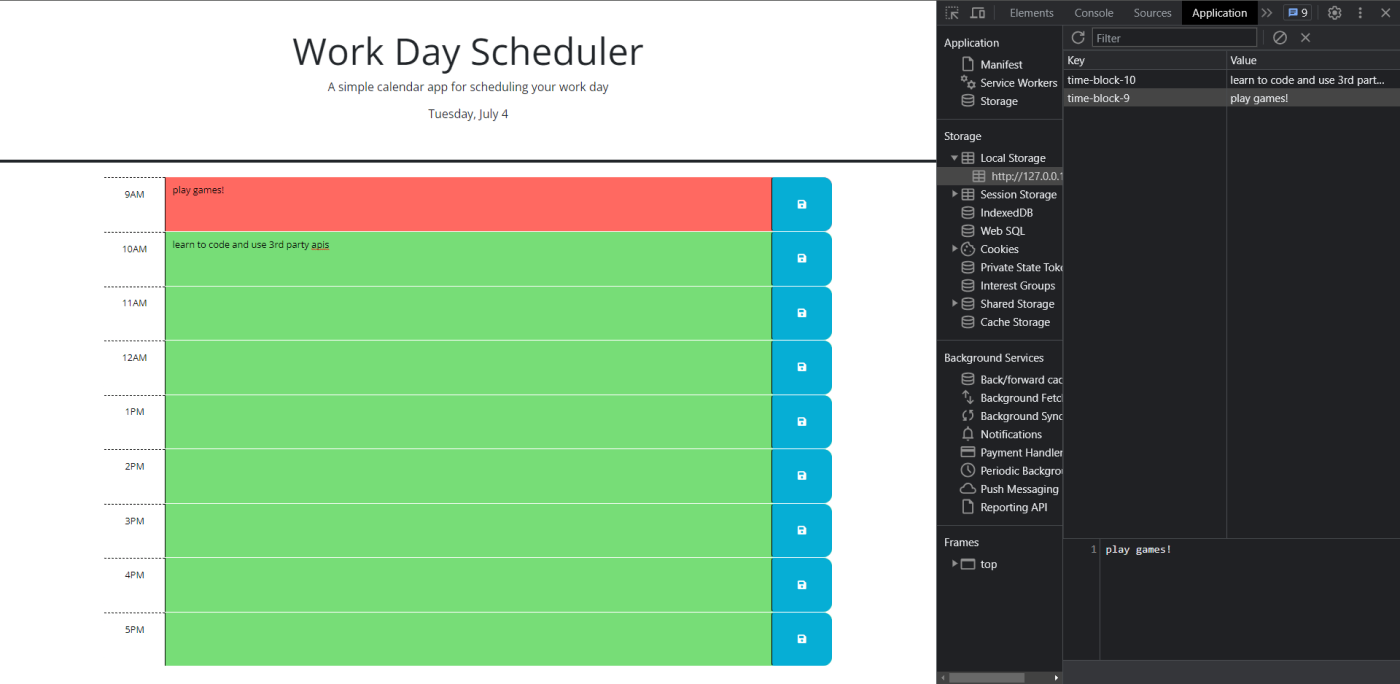 Work Day Scheduler
A simple calendar app for scheduling your work day
Tuesday, July 4
9AM
play games!
10AM
learn to code and use 3rd party apis
11AM
12AM
1PM
2PM
3PM
4PM
5PM
Elements Console Sources Application 9
Application
Manifest
Service Workers
Storage
Storage
Local Storage
http://127.0.0.1
Session Storage
IndexedDB
Web SQL
Cookies
Private State Toke
Interest Groups
Shared Storage
Cache Storage
Background Services
Back/forward cac
Background Fetc
Background Sync
Notifications
Payment Handler
Periodic Backgro
Push Messaging
Reporting API
Frames
top
Filter
Key Value
time-block-10 learn to code and use 3rd part...
time-block-9 play games!
1 play games!